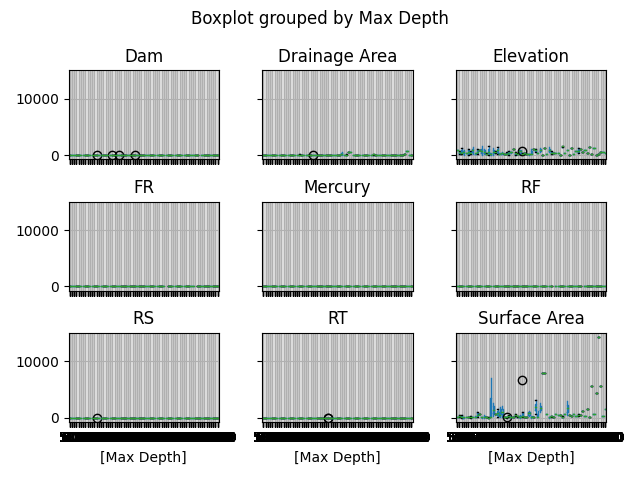 Boxplot grouped by Max Depth
Dam Drainage Area Elevation
10000
0
FR Mercury RF
10000
0
RS RT Surface Area
10000
0
[Max Depth] [Max Depth] [Max Depth]